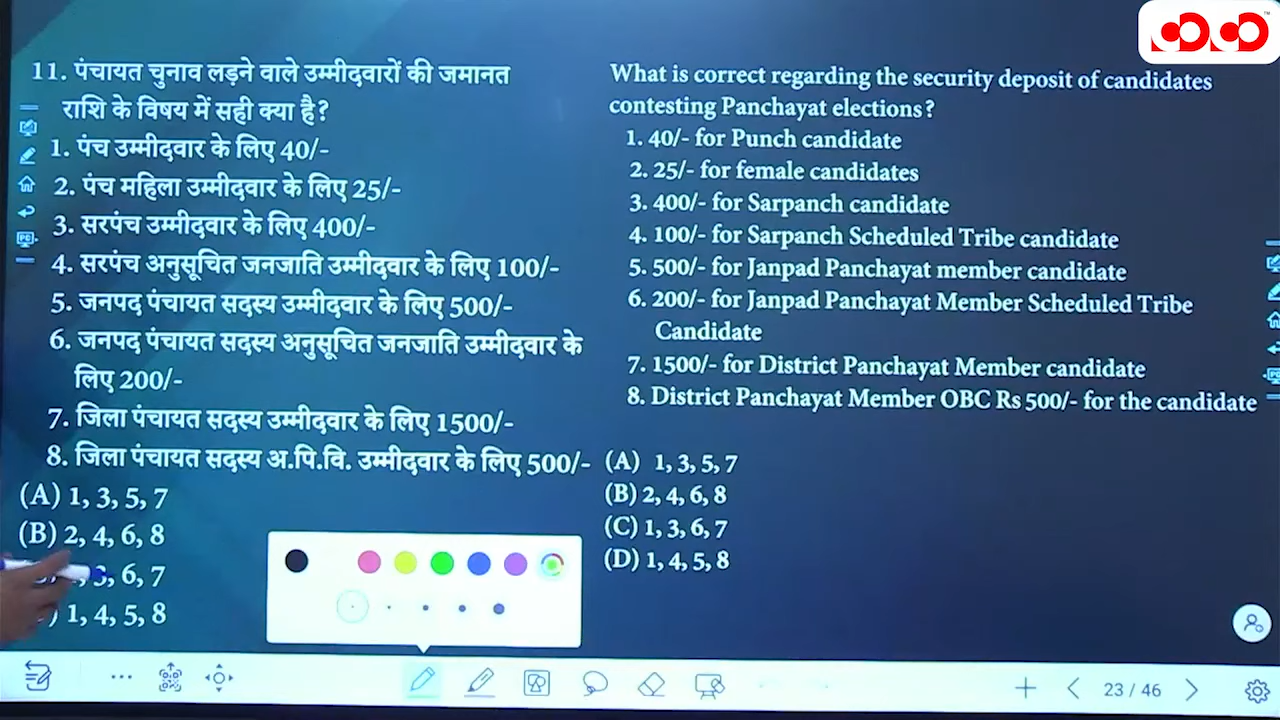 11. पंचायत चुनाव लड़ने वाले उम्मीदवारों की जमानत
राशि के विषय में सही क्या है?
1. पंच उम्मीदवार के लिए 40/-
2. पंच महिला उम्मीदवार के लिए 25/-
3. सरपंच उम्मीदवार के लिए 400/-
4. सरपंच अनुसूचित जनजाति उम्मीदवार के लिए 100/-
5. जनपद पंचायत सदस्य उम्मीदवार के लिए 500/-
6. जनपद पंचायत सदस्य अनुसूचित जनजाति उम्मीदवार के
लिए 200/-
7. जिला पंचायत सदस्य उम्मीदवार के लिए 1500/-
8. जिला पंचायत सदस्य अ.पि.वि. उम्मीदवार के लिए 500/-
(A) 1, 3, 5, 7
(B) 2, 4, 6, 8
3, 6, 7
) 1, 4, 5, 8
What is correct regarding the security deposit of candidates
contesting Panchayat elections?
1. 40/- for Punch candidate
2. 25/- for female candidates
3. 400/- for Sarpanch candidate
4. 100/- for Sarpanch Scheduled Tribe candidate
5. 500/- for Janpad Panchayat member candidate
6. 200/- for Janpad Panchayat Member Scheduled Tribe
Candidate
7. 1500/- for District Panchayat Member candidate
8. District Panchayat Member OBC Rs 500/- for the candidate
(A) 1, 3, 5, 7
(B) 2, 4, 6, 8
(C) 1, 3, 6, 7
(D) 1, 4, 5, 8
23 / 46